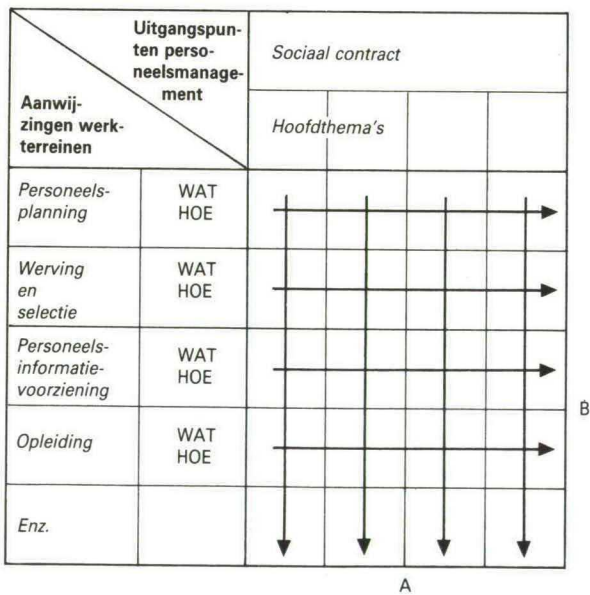 Uitgangspun-
ten perso-
neelsmanage-
ment
Aanwij-
zingen werk-
terreinen
Sociaal contract
Hoofdthema's
Personeels-
planning
WAT
HOE
Werving
en
selectie
WAT
HOE
Personeels-
informatie-
voorziening
WAT
HOE
Opleiding
WAT
HOE
Enz.
B
A